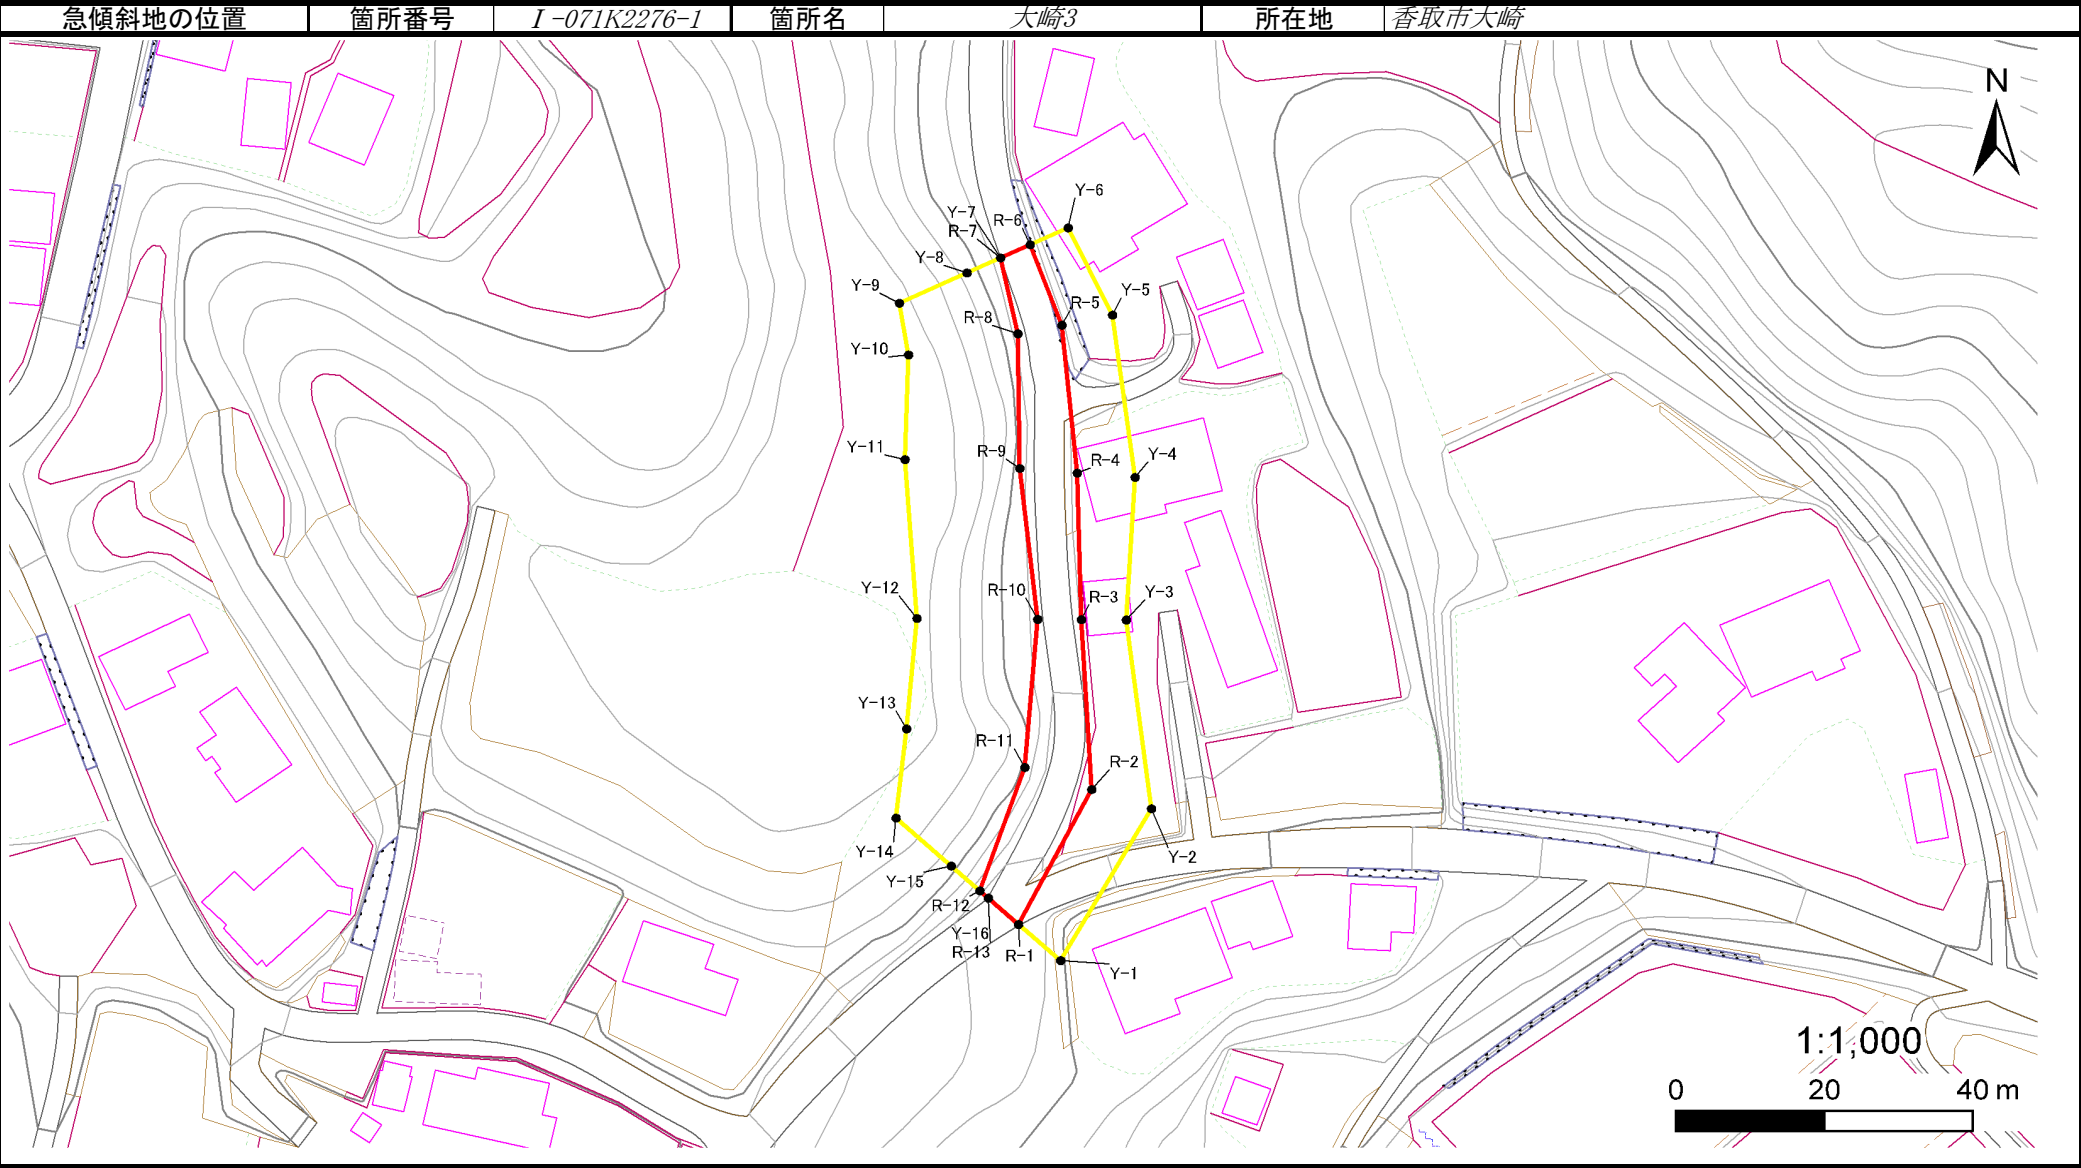 急傾斜地の位置 箇所番号 Ⅰ-071K2276-1 箇所名 大崎3 所在地 香取市大崎
N
Y-6
Y-7
R-6
R-7
Y-8
Y-9
Y-5
R-5
R-8
Y-10
Y-11
R-9
R-4
Y-4
Y-12
R-10
R-3
Y-3
Y-13
R-11
R-2
Y-14
Y-2
Y-15
R-12
Y-16
R-13
R-1
Y-1
1:1,000
0 20 40 m